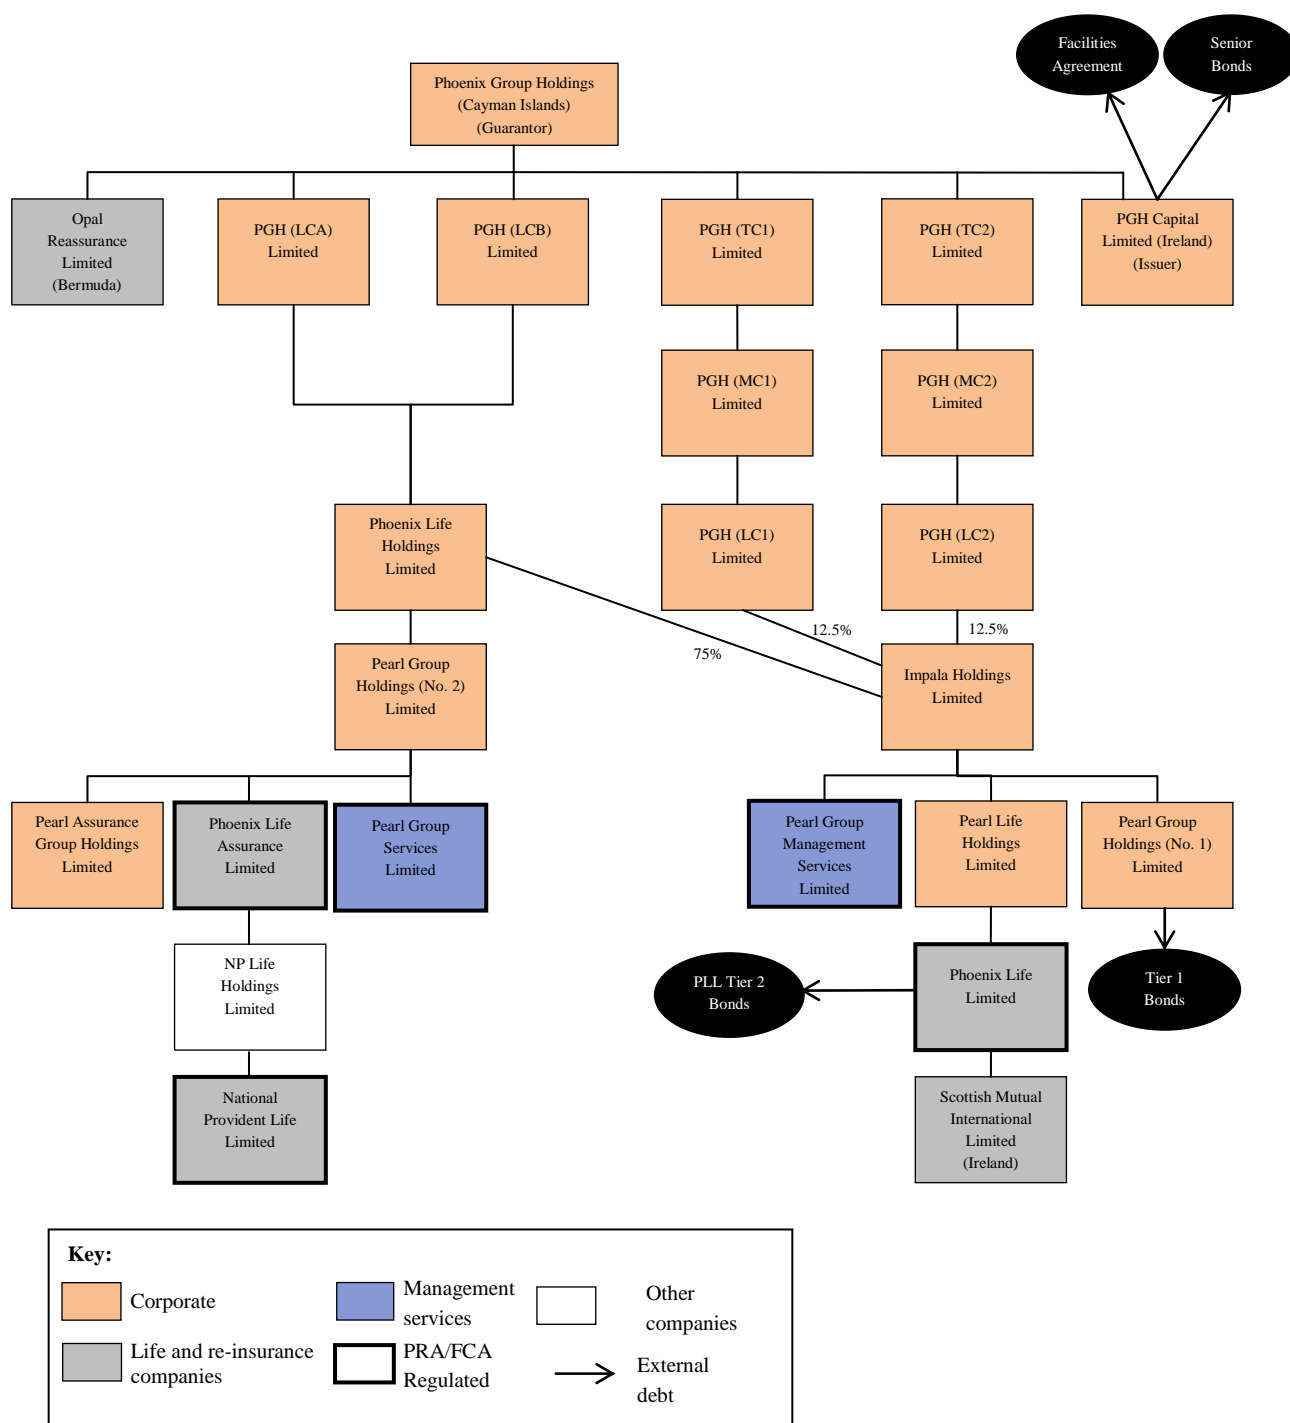 Facilities
Agreement
Senior
Bonds
Phoenix Group Holdings
(Cayman Islands)
(Guarantor)
Opal
Reassurance
Limited
(Bermuda)
PGH (LCA)
Limited
PGH (LCB)
Limited
PGH (TC1)
Limited
PGH (TC2)
Limited
PGH Capital
Limited (Ireland)
(Issuer)
PGH (MC1)
Limited
PGH (MC2)
Limited
Phoenix Life
Holdings
Limited
PGH (LC1)
Limited
PGH (LC2)
Limited
12.5%
12.5%
75%
Pearl Group
Holdings (No. 2)
Limited
Impala Holdings
Limited
Pearl Assurance
Group Holdings
Limited
Phoenix Life
Assurance
Limited
Pearl Group
Services
Limited
Pearl Group
Management
Services
Limited
Pearl Life
Holdings
Limited
Pearl Group
Holdings (No. 1)
Limited
NP Life
Holdings
Limited
PLL Tier 2
Bonds
Phoenix Life
Limited
Tier 1
Bonds
National
Provident Life
Limited
Scottish Mutual
International
Limited
(Ireland)
Key:
Corporate
Management
services
Other
companies
Life and re-insurance
companies
PRA/FCA
Regulated
External
debt